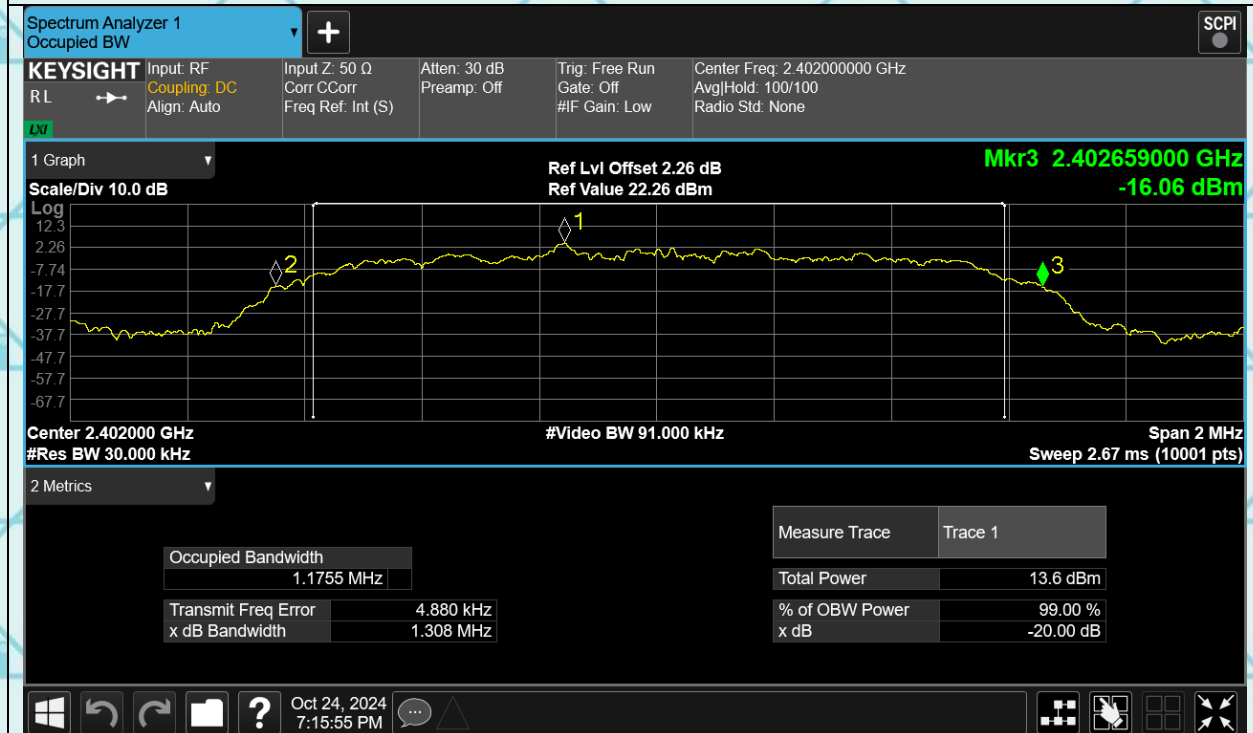 Spectrum Analyzer 1
Occupied BW
+
SCPI
KEYSIGHT
R L
LXI
Input: RF
Coupling: DC
Align: Auto
Input Z: 50 Ω
Corr CCorr
Freq Ref: Int (S)
Atten: 30 dB
Preamp: Off
Trig: Free Run
Gate: Off
#IF Gain: Low
Center Freq: 2.402000000 GHz
Avg|Hold: 100/100
Radio Std: None
1 Graph
Scale/Div 10.0 dB
Ref Lvl Offset 2.26 dB
Ref Value 22.26 dBm
Mkr3 2.402659000 GHz
-16.06 dBm
Log
12.3
2.26
-7.74
-17.7
-27.7
-37.7
-47.7
-57.7
-67.7
1
2
3
Center 2.402000 GHz
#Res BW 30.000 kHz
#Video BW 91.000 kHz
Span 2 MHz
Sweep 2.67 ms (10001 pts)
2 Metrics
Occupied Bandwidth
1.1755 MHz
Transmit Freq Error 4.880 kHz
x dB Bandwidth 1.308 MHz
Measure Trace Trace 1
Total Power 13.6 dBm
% of OBW Power 99.00 %
x dB -20.00 dB
?
Oct 24, 2024
7:15:55 PM